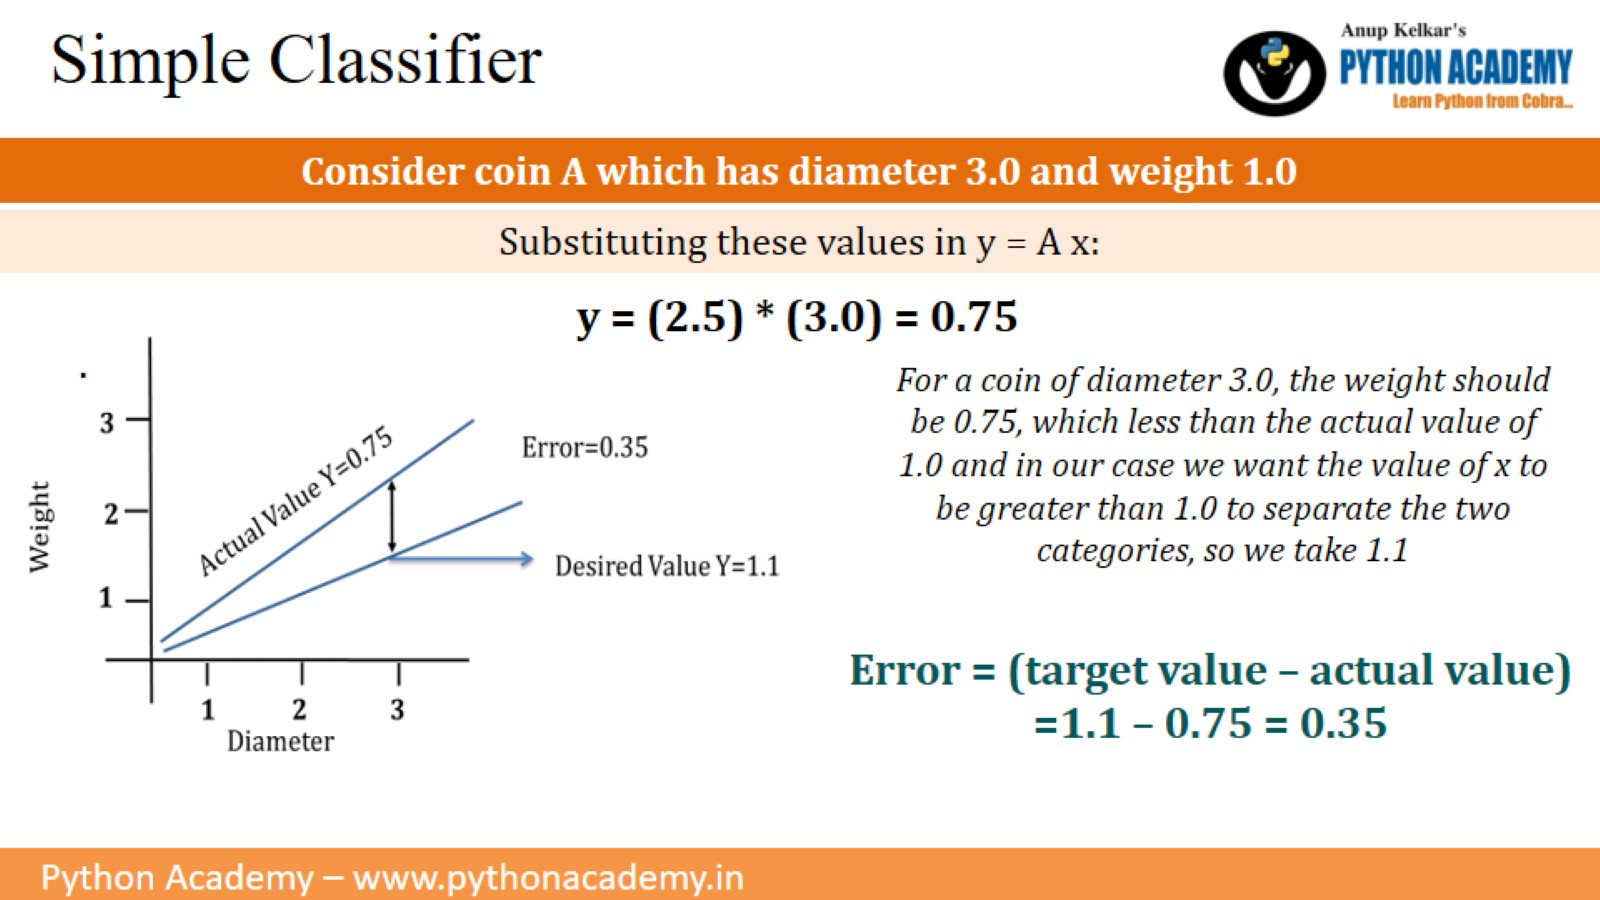 Simple Classifier
Anup Kelkar's
PYTHON ACADEMY
Learn Python from Cobra...
Consider coin A which has diameter 3.0 and weight 1.0
Substituting these values in y = A x:
y = (2.5) * (3.0) = 0.75
For a coin of diameter 3.0, the weight should
be 0.75, which less than the actual value of
1.0 and in our case we want the value of x to
be greater than 1.0 to separate the two
categories, so we take 1.1
Error = (target value – actual value)
=1.1 – 0.75 = 0.35
Weight
3
2
1
Actual Value Y=0.75
Error=0.35
Desired Value Y=1.1
1 2 3
Diameter
Python Academy – www.pythonacademy.in